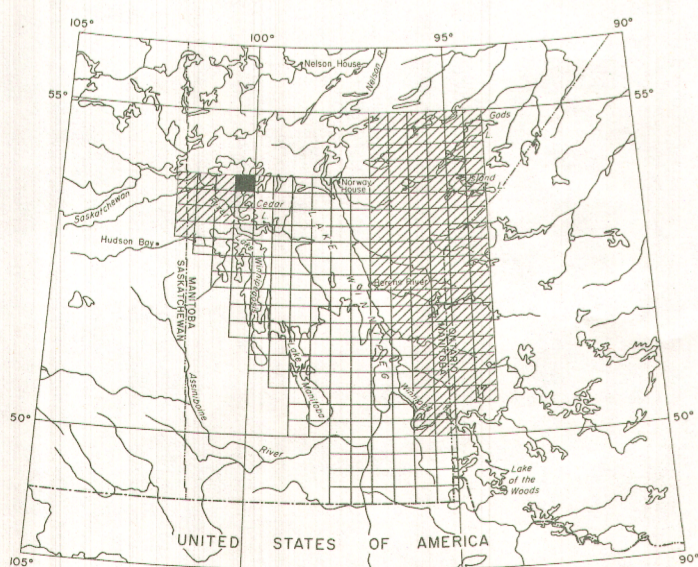 105°
100°
95°
90°
Nelson House
Nelson R.
55°
55°
Gods
L.
Island
L.
Norway
House
Saskatchewan
Cedar
L.
Hudson Bay
LAKE
WINNIPEG
Lake
Winnipegosis
Berens River
MANITOBA
SASKATCHEWAN
ONTARIO
MANITOBA
Lake
Manitoba
Assiniboine
River
50°
50°
Lake
of the
Woods
UNITED STATES OF AMERICA
105°
90°